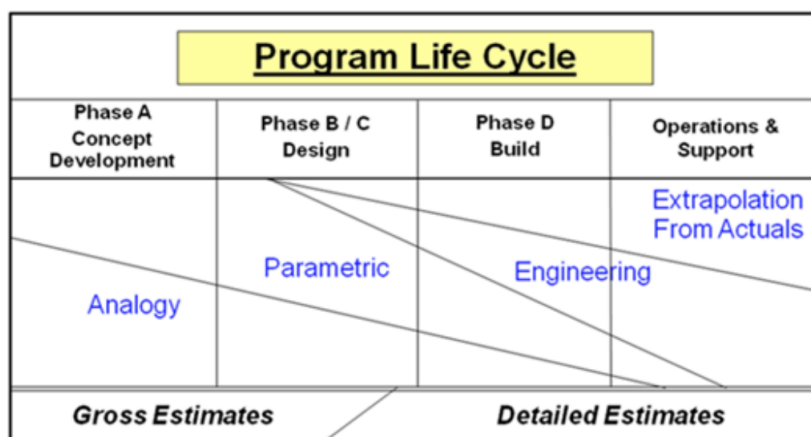 Program Life Cycle
Phase A
Concept
Development
Phase B / C
Design
Phase D
Build
Operations &
Support
Extrapolation
From Actuals
Parametric
Engineering
Analogy
Gross Estimates
Detailed Estimates